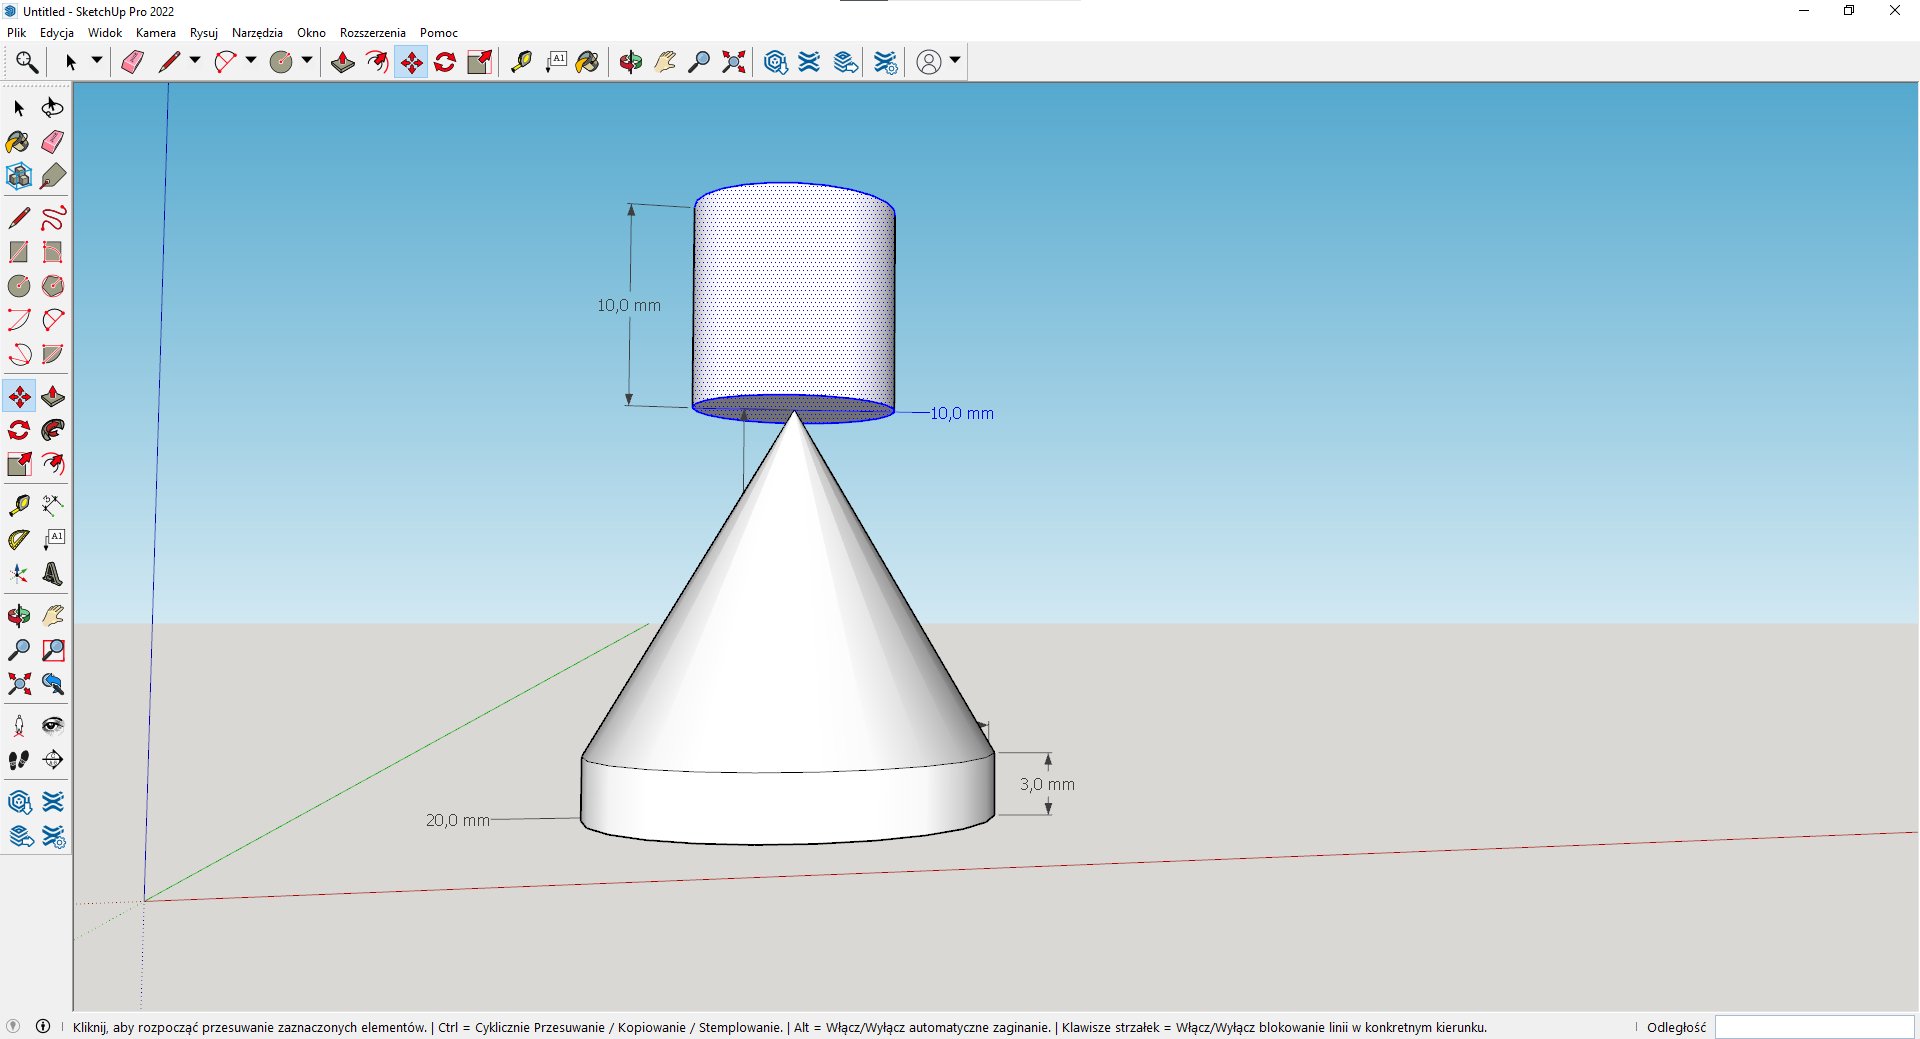 Untitled - SketchUp Pro 2022
Plik Edycja Widok Kamera Rysuj Narzędzia Okno Rozszerzenia Pomoc
A1
A1
10,0 mm
10,0 mm
3,0 mm
20,0 mm
Kliknij, aby rozpocząć przesuwanie zaznaczonych elementów. | Ctrl = Cyklicznie Przesuwanie / Kopiowanie / Stemplowanie. | Alt = Włącz/Wyłącz automatyczne zaginanie. | Klawisze strzałek = Włącz/Wyłącz blokowanie linii w konkretnym kierunku. Odległość